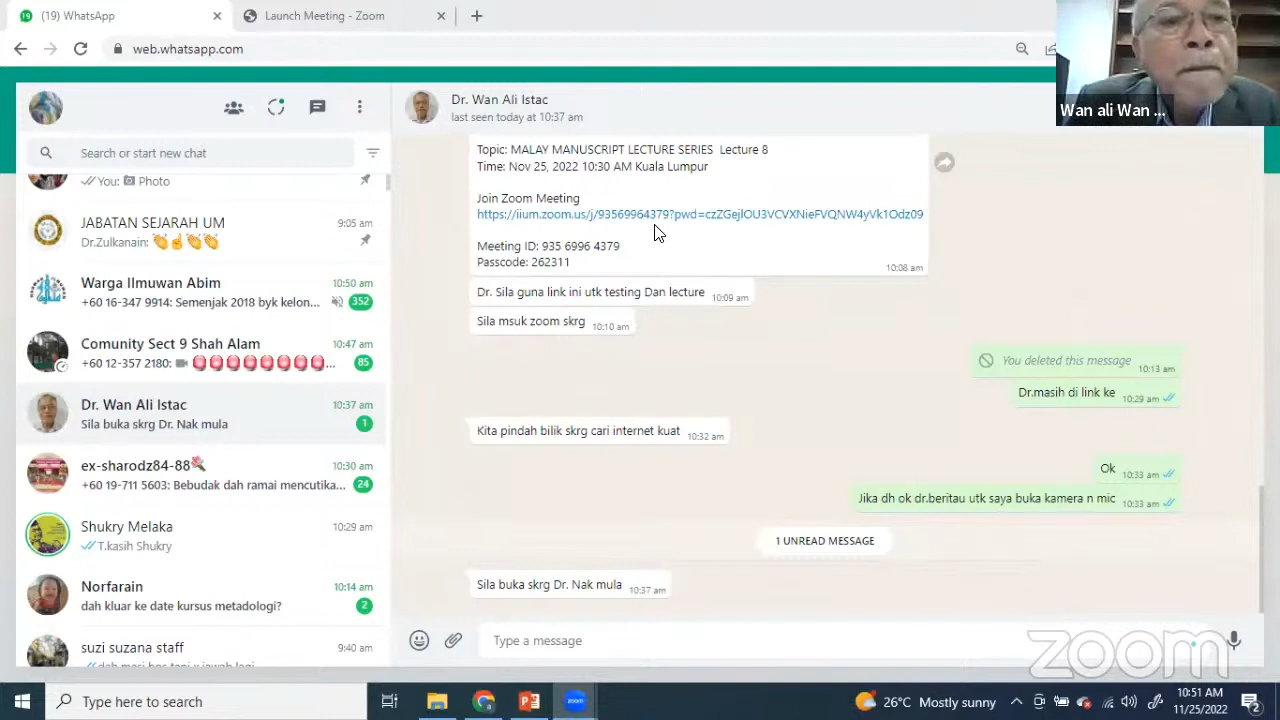 (19) WhatsApp
Launch Meeting - Zoom
web.whatsapp.com
Wan ali Wan ...
Search or start new chat
You: Photo
JABATAN SEJARAH UM 9:05 am
Dr.Zulkanain: 👏☝👏👏
Warga Ilmuwan Abim 10:50 am
+60 16-347 9914: Semenjak 2018 byk kelon... 352
Comunity Sect 9 Shah Alam 10:47 am
+60 12-357 2180: ... 85
Dr. Wan Ali Istac 10:37 am
Sila buka skrg Dr. Nak mula 1
ex-sharodz84-88🌹 10:30 am
+60 19-711 5603: Bebudak dah ramai mencutika... 24
Shukry Melaka 10:29 am
T.kasih Shukry
Norfarain 10:14 am
dah kluar ke date kursus metadologi? 2
suzi suzana staff 9:40 am
Dr. Wan Ali Istac
last seen today at 10:37 am
Topic: MALAY MANUSCRIPT LECTURE SERIES Lecture 8
Time: Nov 25, 2022 10:30 AM Kuala Lumpur
Join Zoom Meeting
https://iium.zoom.us/j/93569964379?pwd=czZGejlOU3VCVXNieFVQNW4yVk1Odz09
Meeting ID: 935 6996 4379
Passcode: 262311
10:08 am
Dr. Sila guna link ini utk testing Dan lecture 10:09 am
Sila msuk zoom skrg 10:10 am
You deleted this message 10:13 am
Dr.masih di link ke 10:29 am
Kita pindah bilik skrg cari internet kuat 10:32 am
Ok 10:33 am
Jika dh ok dr.beritau utk saya buka kamera n mic 10:33 am
1 UNREAD MESSAGE
Sila buka skrg Dr. Nak mula 10:37 am
Type a message
zoom
Type here to search
zoom
26°C Mostly sunny
10:51 AM
11/25/2022
2